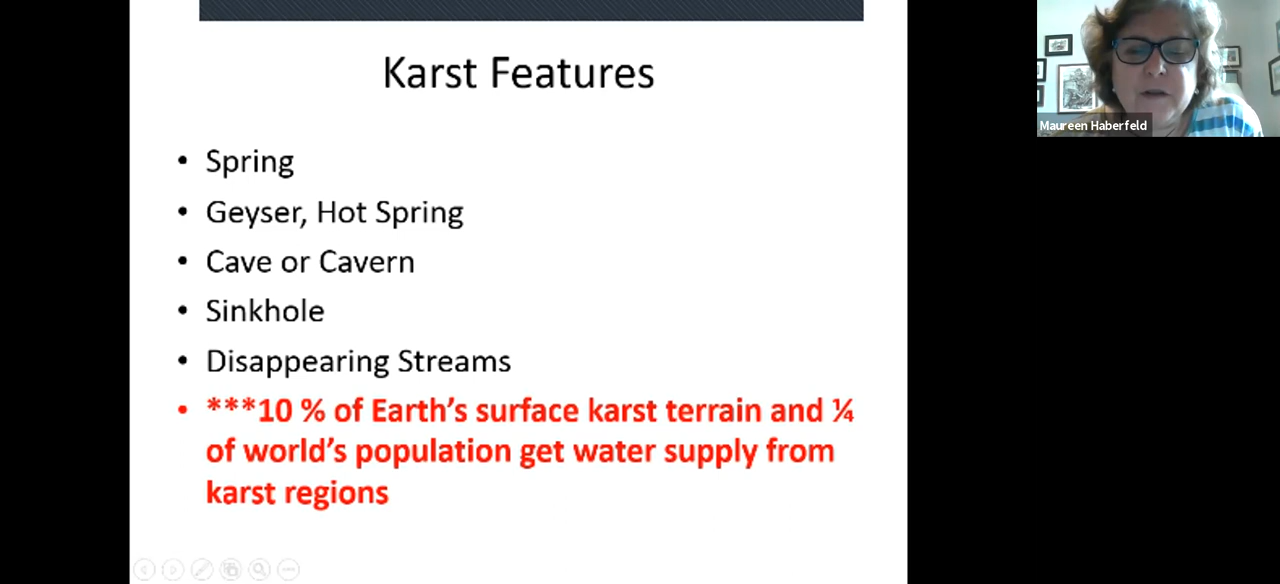 Karst Features
• Spring
• Geyser, Hot Spring
• Cave or Cavern
• Sinkhole
• Disappearing Streams
• ***10 % of Earth's surface karst terrain and ¼
of world's population get water supply from
karst regions
Maureen Haberfeld